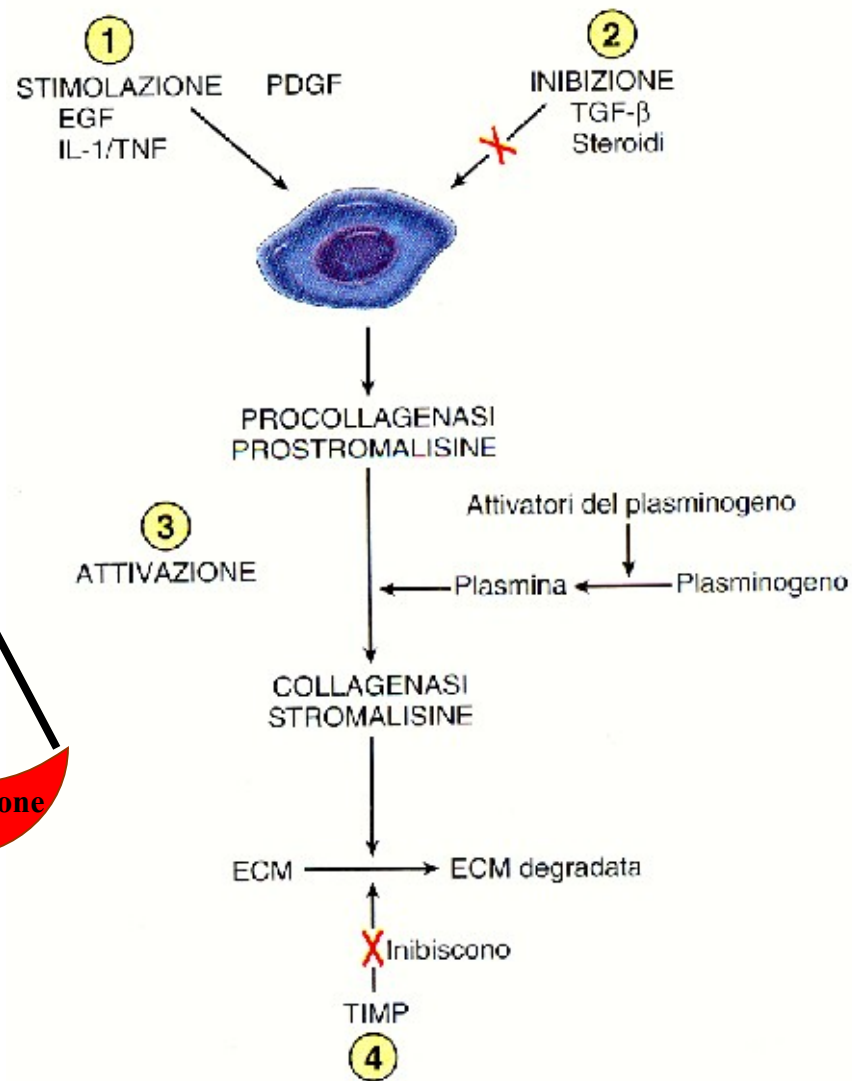 1
STIMOLAZIONE PDGF
EGF
IL-1/TNF
2
INIBIZIONE
TGF-β
Steroidi
PROCOLLAGENASI
PROSTROMALISINE
3
ATTIVAZIONE
Attivatori del plasminogeno
Plasmina
Plasminogeno
COLLAGENASI
STROMALISINE
one
ECM
ECM degradata
X Inibiscono
TIMP
4